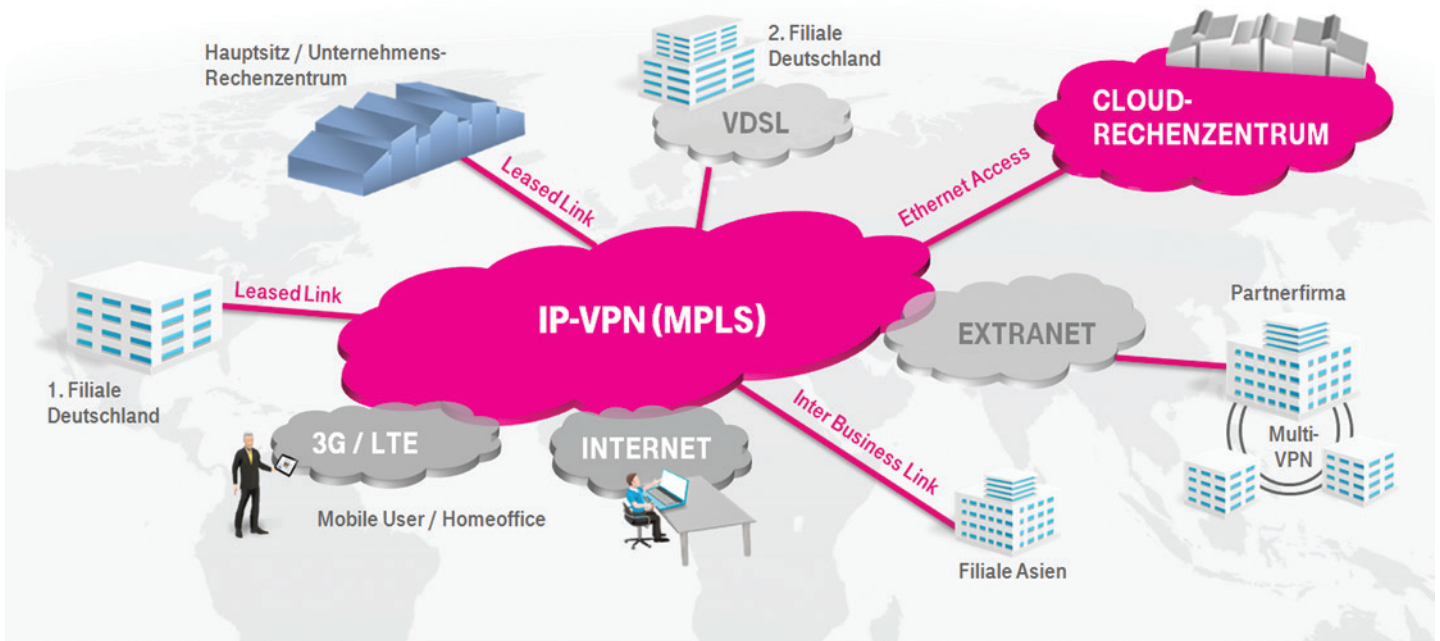 Hauptsitz / Unternehmens-
Rechenzentrum
2. Filiale
Deutschland
VDSL
CLOUD-
RECHENZENTRUM
Leased Link
Ethernet Access
Leased Link
IP-VPN (MPLS)
EXTRANET
Partnerfirma
1. Filiale
Deutschland
3G / LTE
INTERNET
Inter Business Link
Multi-
VPN
Mobile User / Homeoffice
Filiale Asien